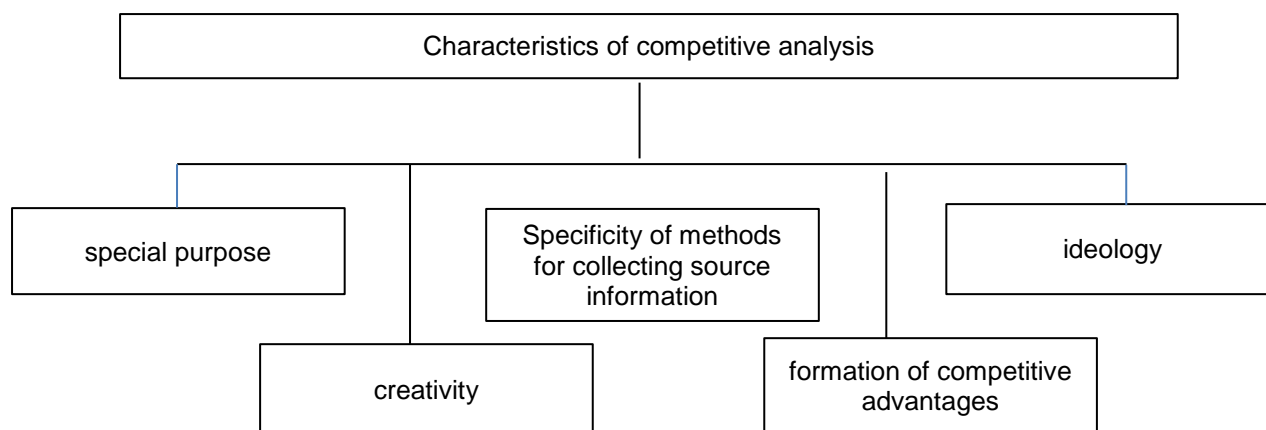 Characteristics of competitive analysis
special purpose
Specificity of methods
for collecting source
information
ideology
creativity
formation of competitive
advantages